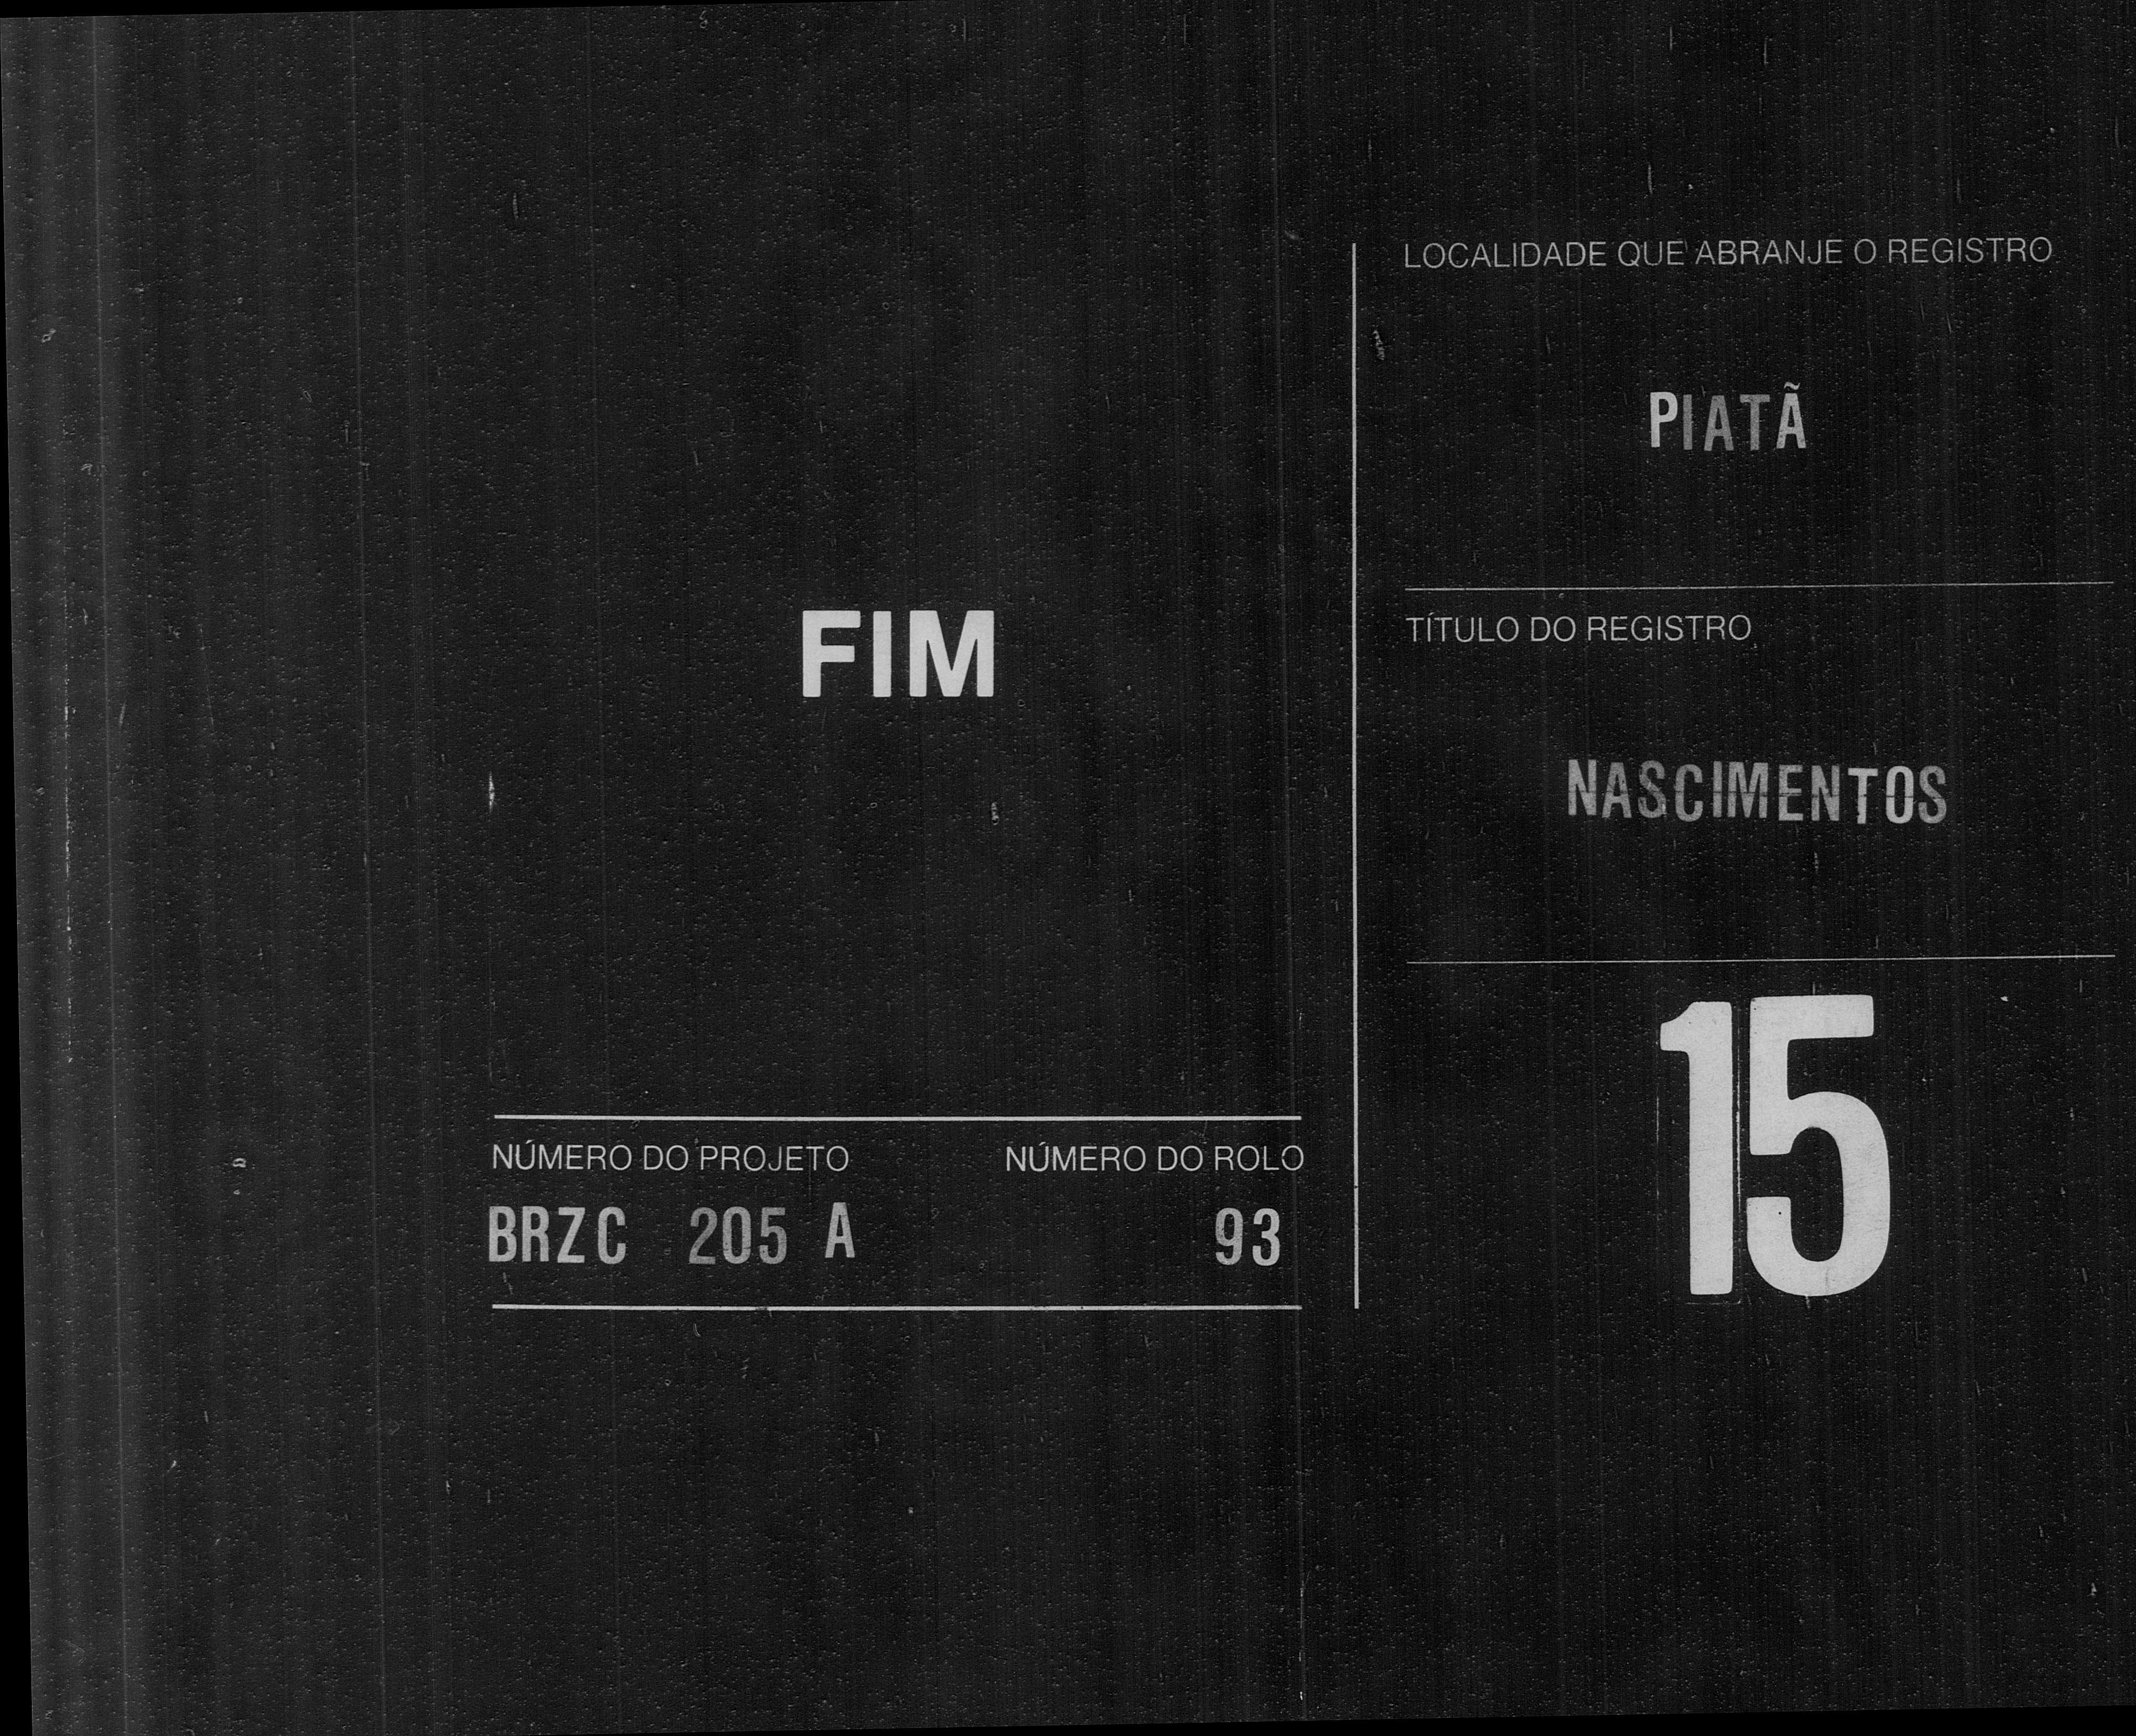 FIM
NÚMERO DO PROJETO
BRZC 205 A
NÚMERO DO ROLO
93
LOCALIDADE QUE ABRANJE O REGISTRO
PIATÃ
TÍTULO DO REGISTRO
NASCIMENTOS
15